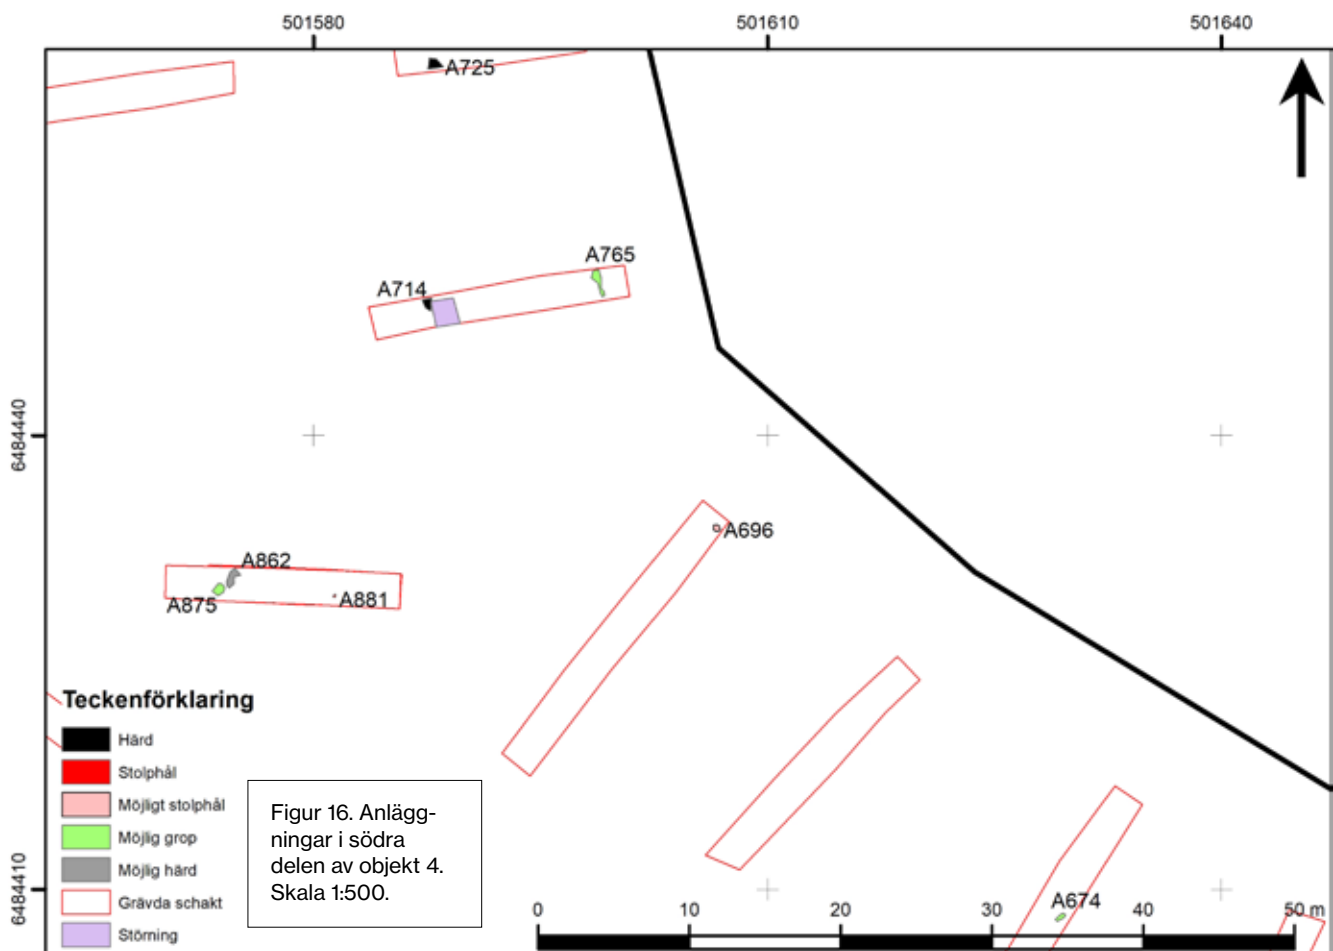 501580
501610
501640
A725
A765
A714
6484440
A696
A862
A875
A881
Teckenförklaring
Härd
Stolphål
Möjligt stolphål
Möjlig grop
Möjlig härd
Grävda schakt
Störning
Figur 16. Anlägg-
ningar i södra
delen av objekt 4.
Skala 1:500.
6484410
A674
0 10 20 30 40 50 m